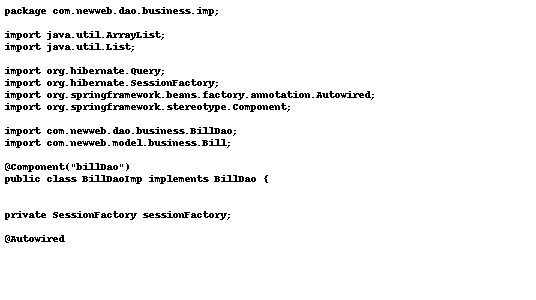 package com.newweb.dao.business.imp;
import java.util.ArrayList;
import java.util.List;
import org.hibernate.Query;
import org.hibernate.SessionFactory;
import org.springframework.beans.factory.annotation.Autowired;
import org.springframework.stereotype.Component;
import com.newweb.dao.business.BillDao;
import com.newweb.model.business.Bill;
@Component("billDao")
public class BillDaoImp implements BillDao {
private SessionFactory sessionFactory;
@Autowired